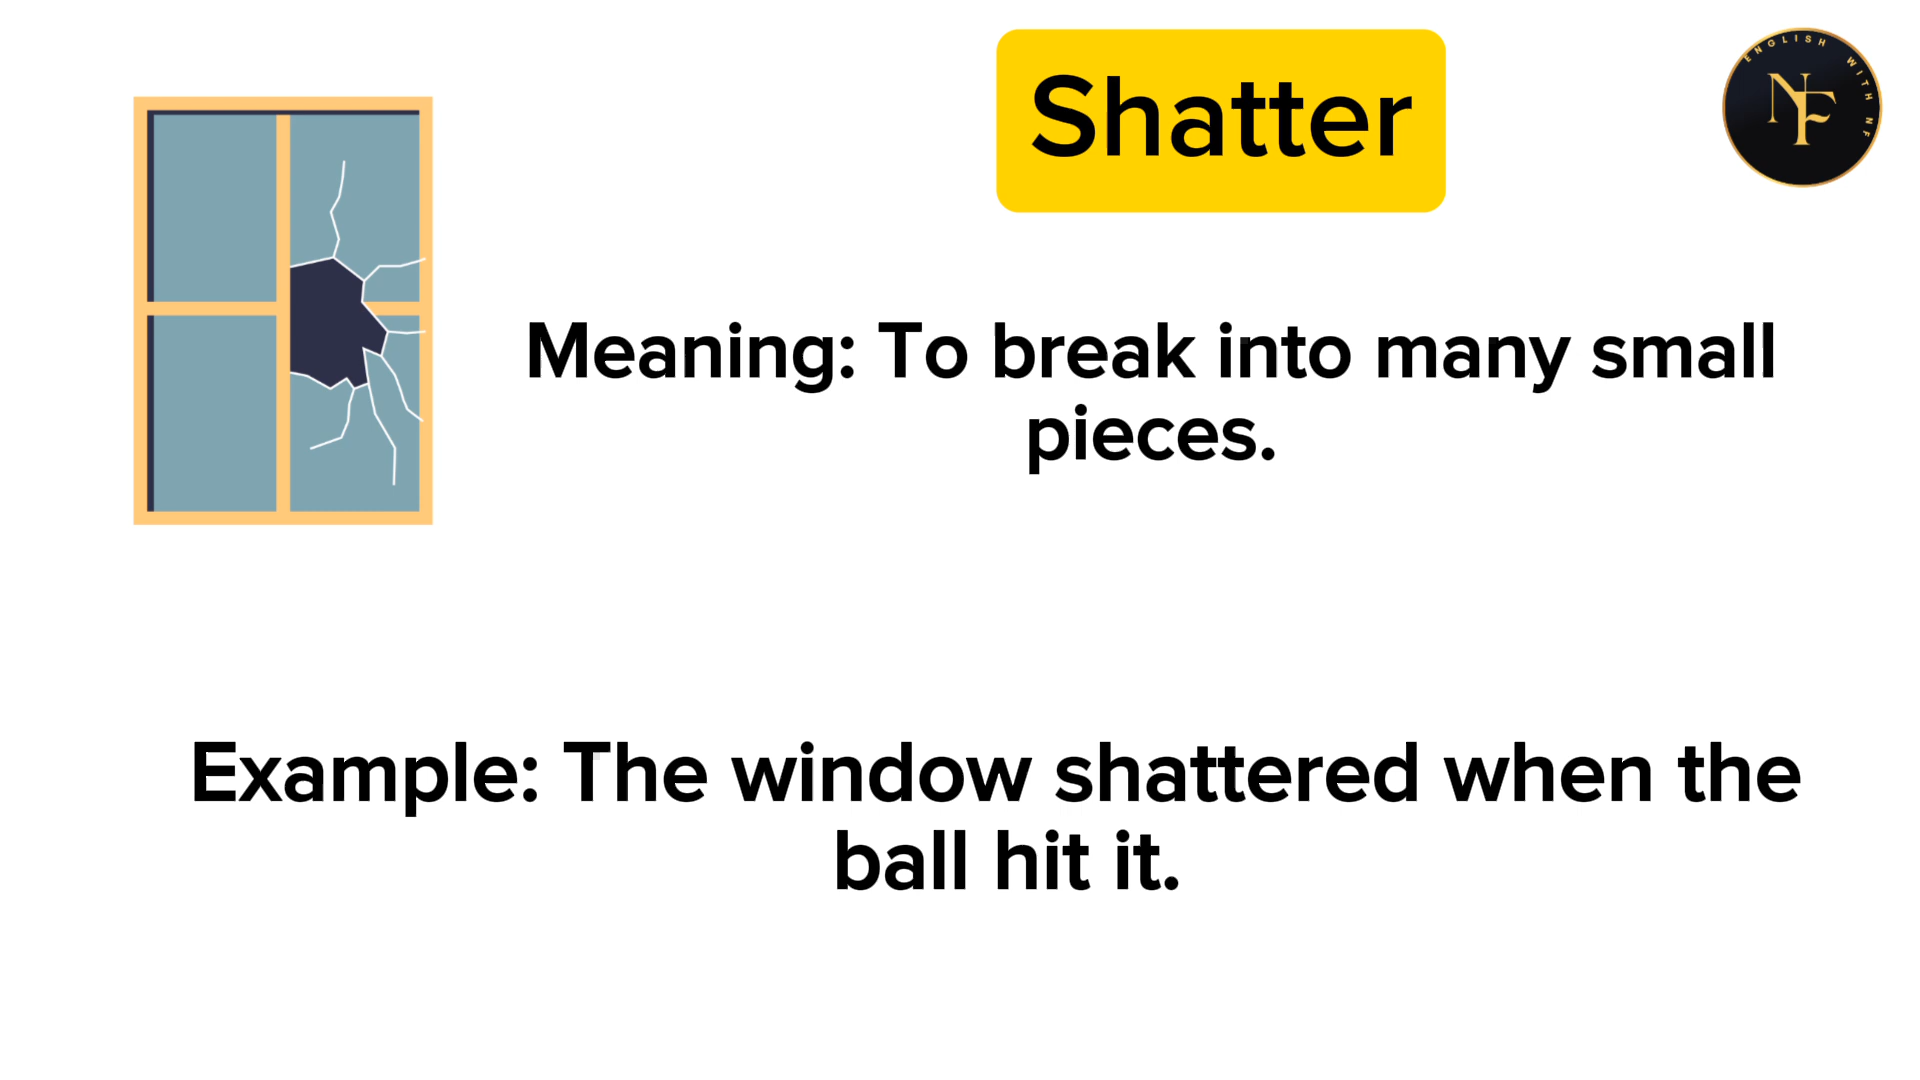 Shatter
ENGLISH WITH NF
NF
Meaning: To break into many small
pieces.
Example: The window shattered when the
ball hit it.